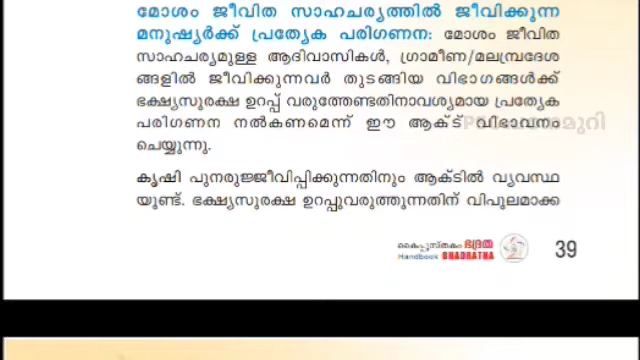 മോശം ജീവിത സാഹചര്യത്തിൽ ജീവിക്കുന്ന
മനുഷ്യർക്ക് പ്രത്യേക പരിഗണന: മോശം ജീവിത
സാഹചര്യമുള്ള ആദിവാസികൾ, ഗ്രാമീണ/മലമ്പ്രദേശ
ങ്ങളിൽ ജീവിക്കുന്നവർ തുടങ്ങിയ വിഭാഗങ്ങൾക്ക്
ഭക്ഷ്യസുരക്ഷ ഉറപ്പ് വരുത്തേണ്ടതിനാവശ്യമായ പ്രത്യേക
പരിഗണന നൽകണമെന്ന് ഈ ആക്ട് വിഭാവനം
ചെയ്യുന്നു.
കൃഷി പുനരുജ്ജീവിപ്പിക്കുന്നതിനും ആക്ടിൽ വ്യവസ്ഥ
യുണ്ട്. ഭക്ഷ്യസുരക്ഷ ഉറപ്പുവരുത്തുന്നതിന് വിപുലമാക്ക
കൈപ്പുസ്തകം ഭദ്രത
Handbook BHADRATHA
39